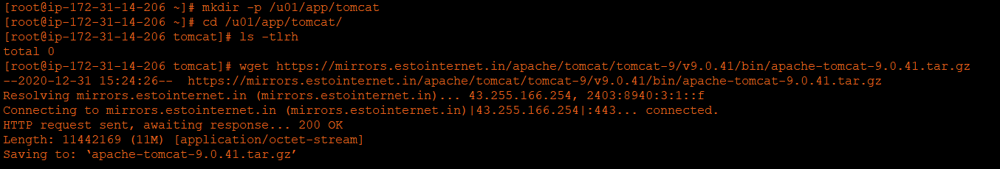 [root@ip-172-31-14-206 ~]# mkdir -p /u01/app/tomcat
[root@ip-172-31-14-206 ~]# cd /u01/app/tomcat/
[root@ip-172-31-14-206 tomcat]# ls -tlrh
total 0
[root@ip-172-31-14-206 tomcat]# wget https://mirrors.estointernet.in/apache/tomcat/tomcat-9/v9.0.41/bin/apache-tomcat-9.0.41.tar.gz
--2020-12-31 15:24:26--  https://mirrors.estointernet.in/apache/tomcat/tomcat-9/v9.0.41/bin/apache-tomcat-9.0.41.tar.gz
Resolving mirrors.estointernet.in (mirrors.estointernet.in)... 43.255.166.254, 2403:8940:3:1::f
Connecting to mirrors.estointernet.in (mirrors.estointernet.in)|43.255.166.254|:443... connected.
HTTP request sent, awaiting response... 200 OK
Length: 11442169 (11M) [application/octet-stream]
Saving to: ‘apache-tomcat-9.0.41.tar.gz’